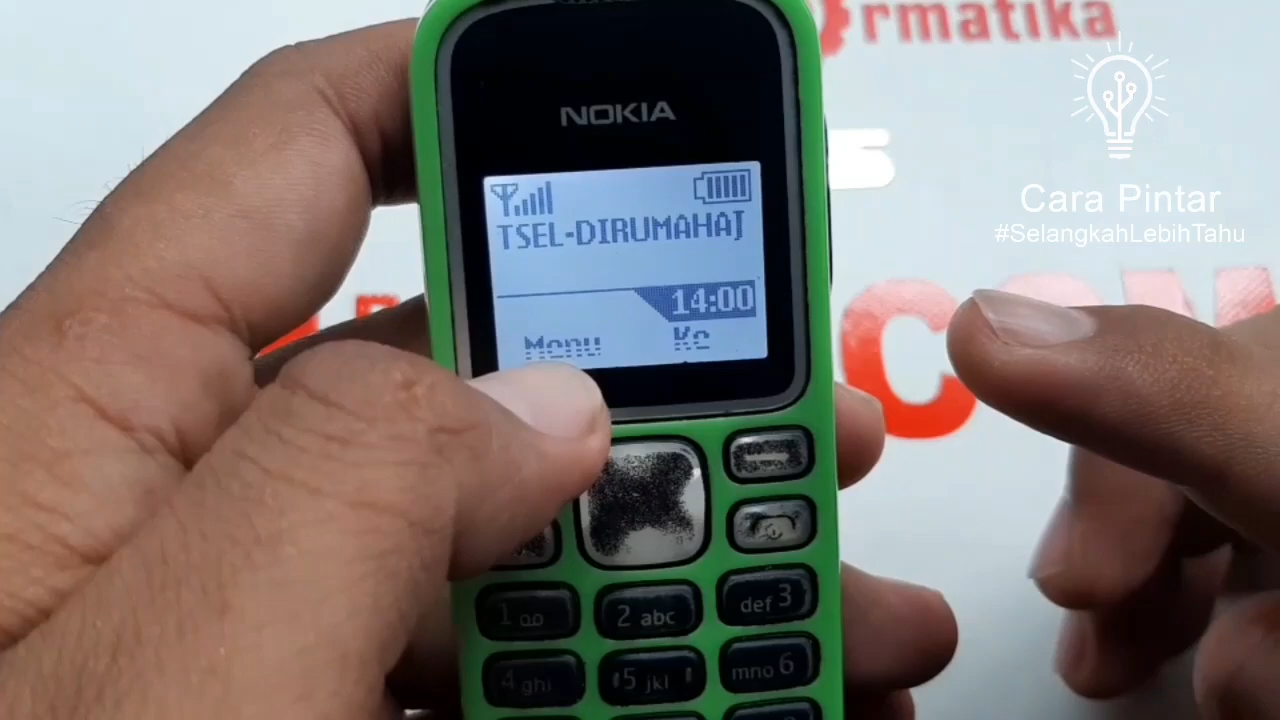 rmatika
NOKIA
Cara Pintar
#SelangkahLebihTahu
TSEL-DIRUMAHAJ
14:00
Menu
Ke
C
1
2 abc
def 3
4 ghi
5 jkl
mno 6